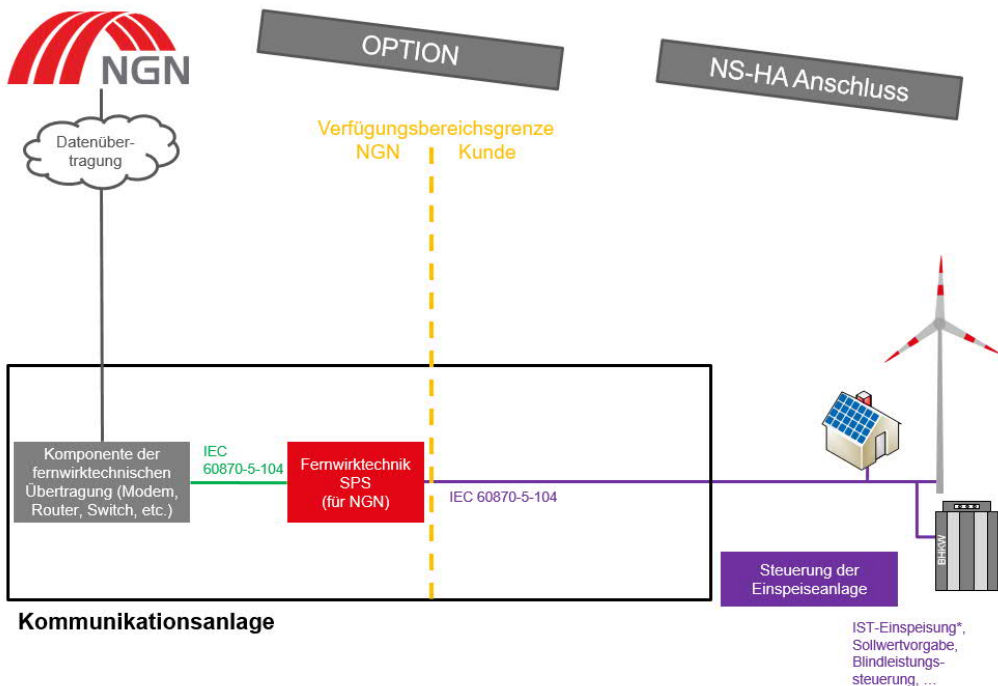 NGN
OPTION
NS-HA Anschluss
Datenüber-
tragung
Verfügungsbereichsgrenze
NGN Kunde
Komponente der
fernwirktechnischen
Übertragung (Modem,
Router, Switch, etc.)
IEC
60870-5-104
Fernwirktechnik
SPS
(für NGN)
IEC 60870-5-104
BHKW
Steuerung der
Einspeiseanlage
Kommunikationsanlage
IST-Einspeisung*,
Sollwertvorgabe,
Blindleistungs-
steuerung, ...